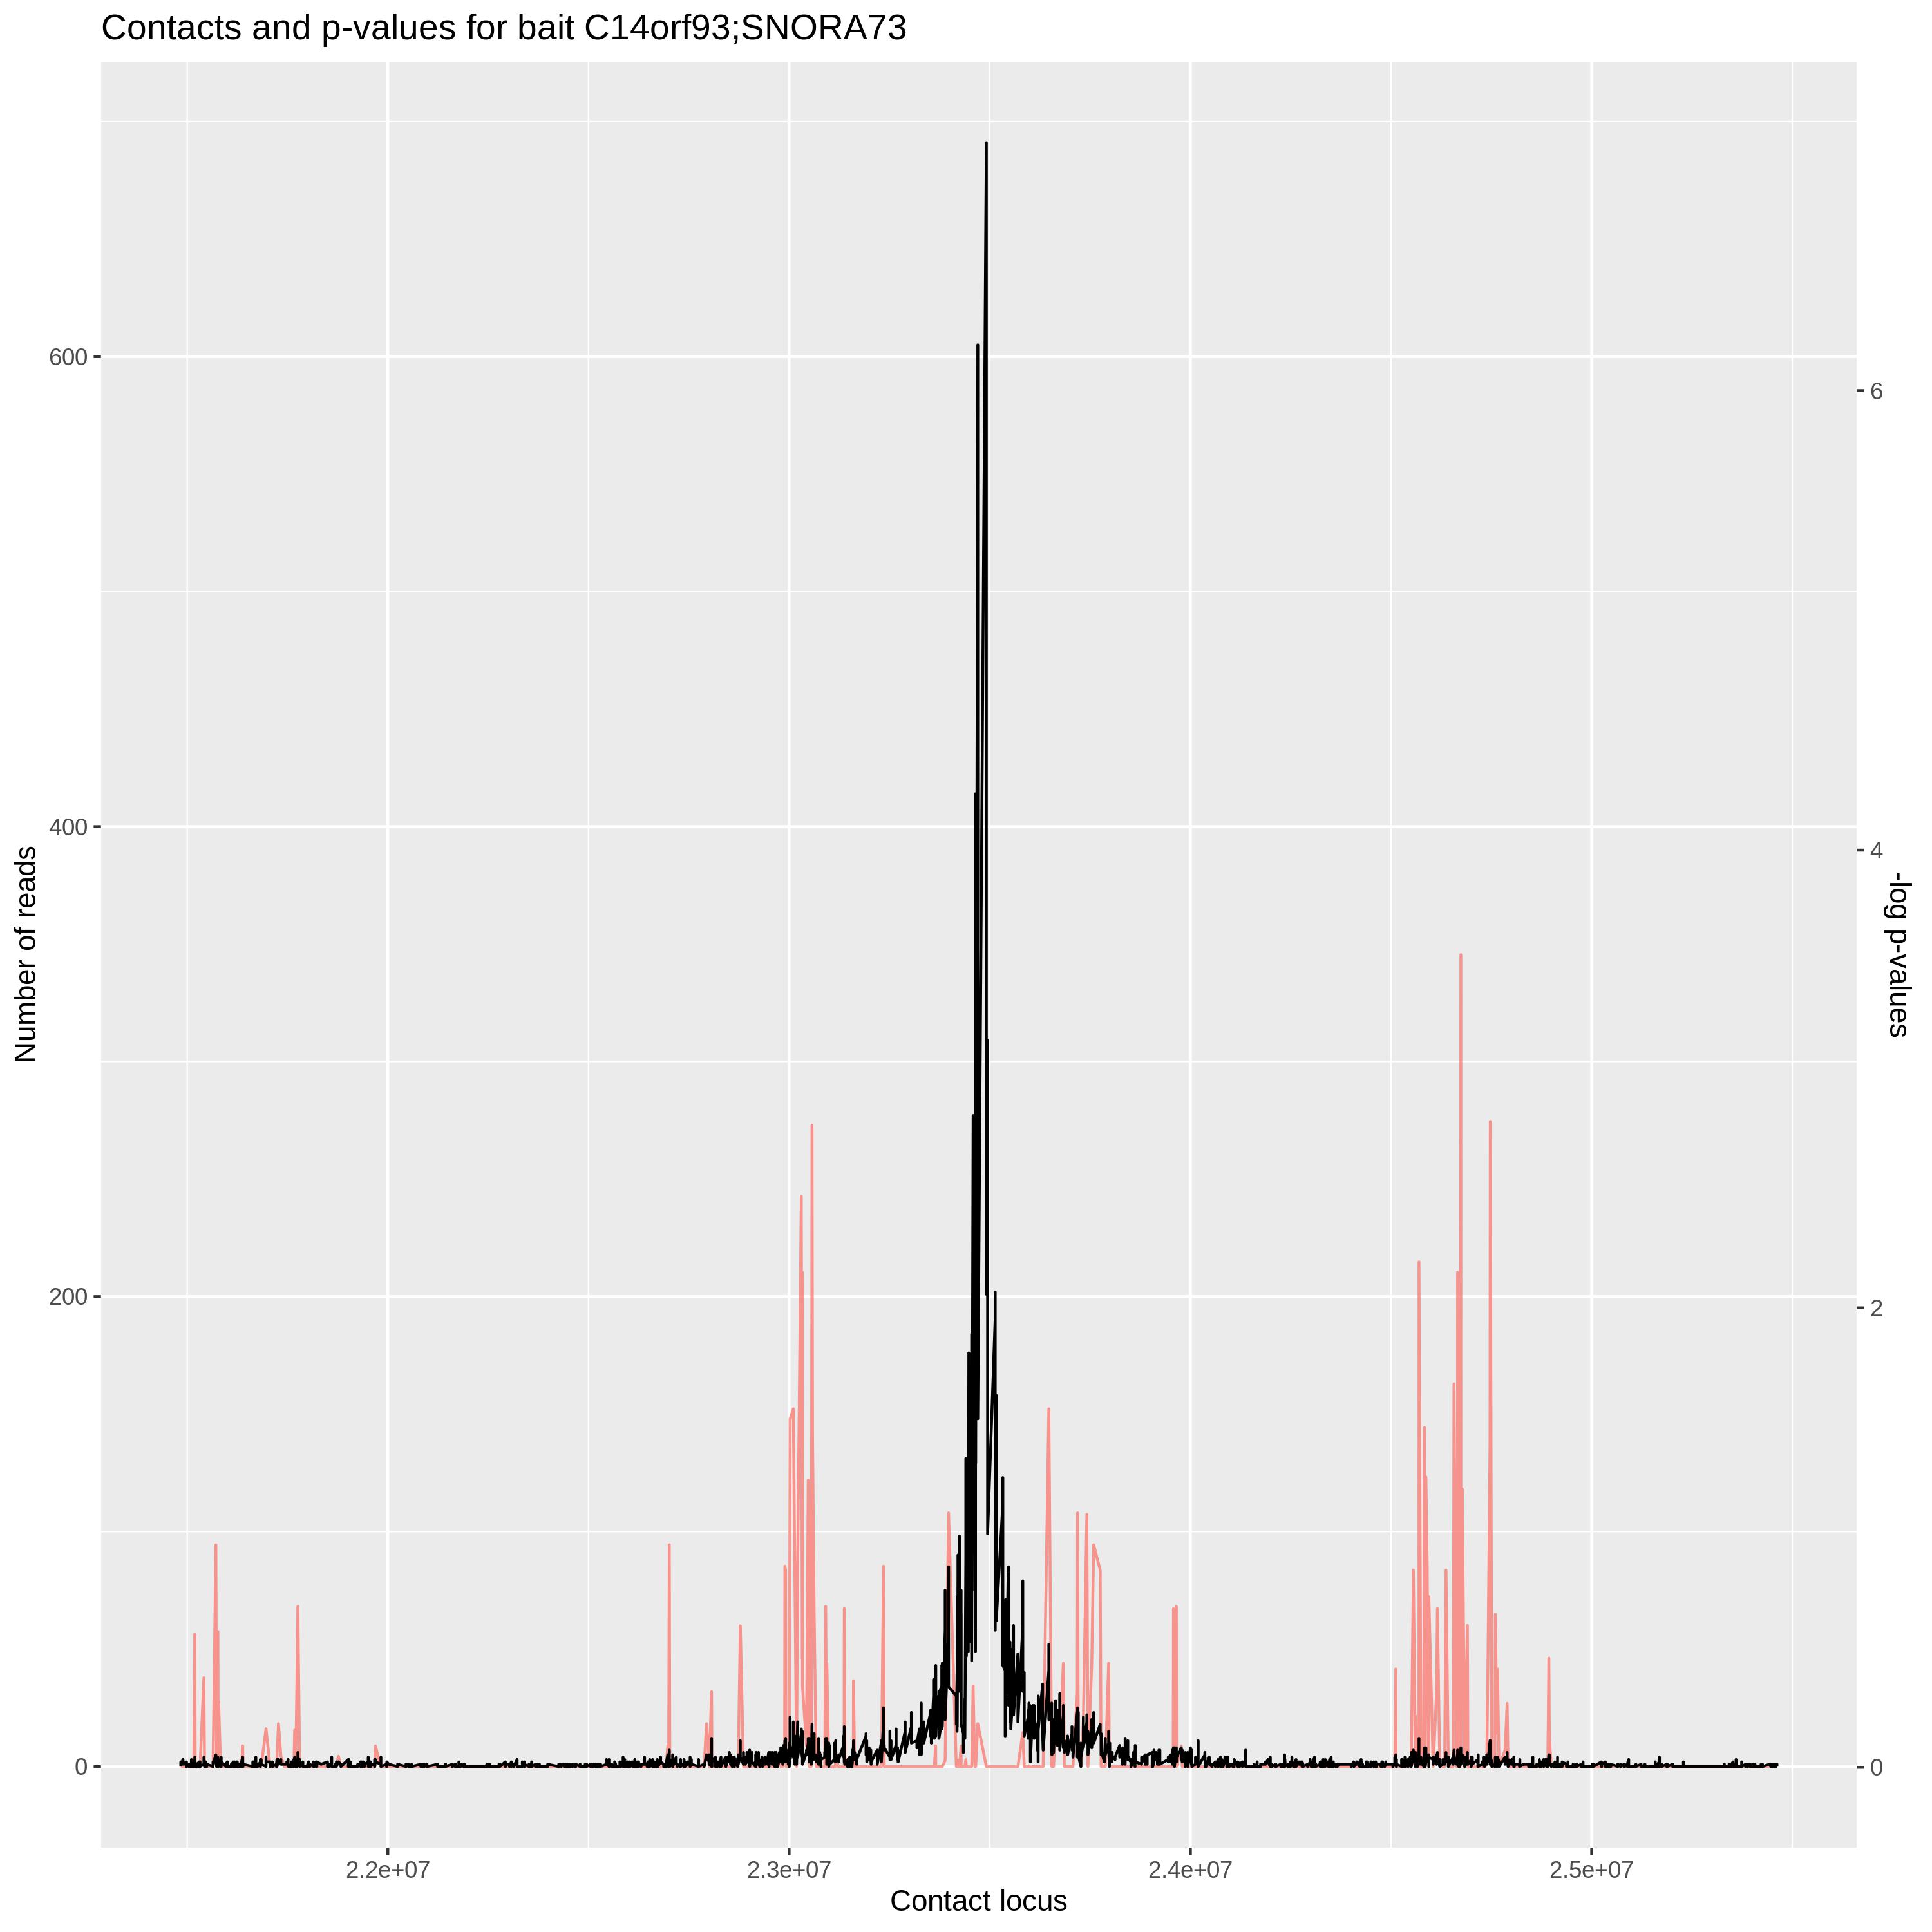 Contacts and p-values for bait C14orf93;SNORA73
600
400
200
0
Number of reads
6
4
2
0
-log p-values
2.2e+07
2.3e+07
2.4e+07
2.5e+07
Contact locus